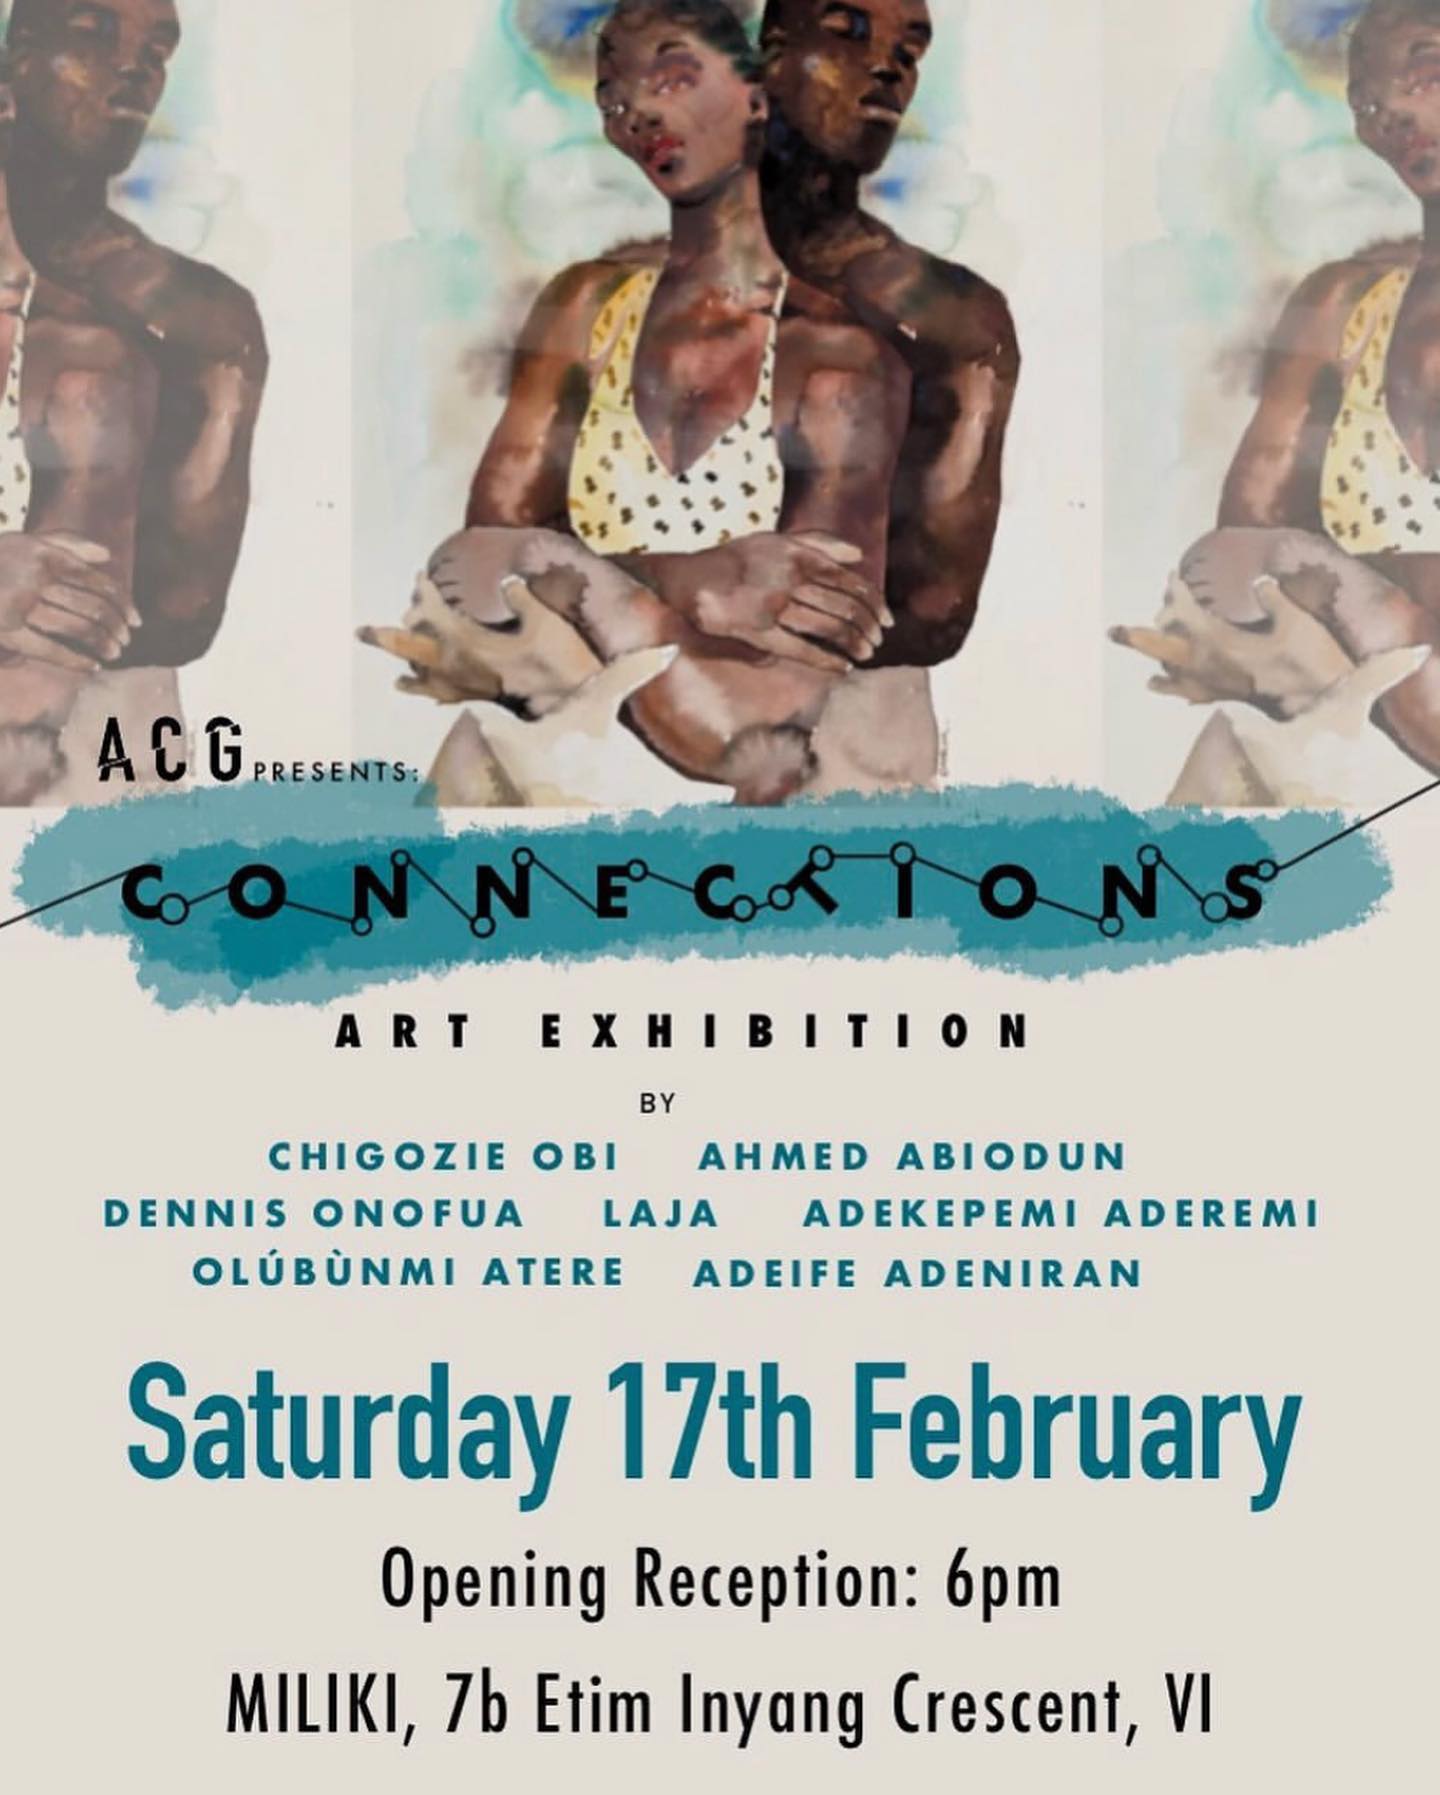 ACG PRESENTS:
CONNECTIONS
ART EXHIBITION
BY
CHIGOZIE OBI AHMED ABIODUN
DENNIS ONOFUA LAJA ADEKEPEMI ADEREMI
OLÚBÙNMI ATERE ADEIFE ADENIRAN
Saturday 17th February
Opening Reception: 6pm
MILIKI, 7b Etim Inyang Crescent, VI